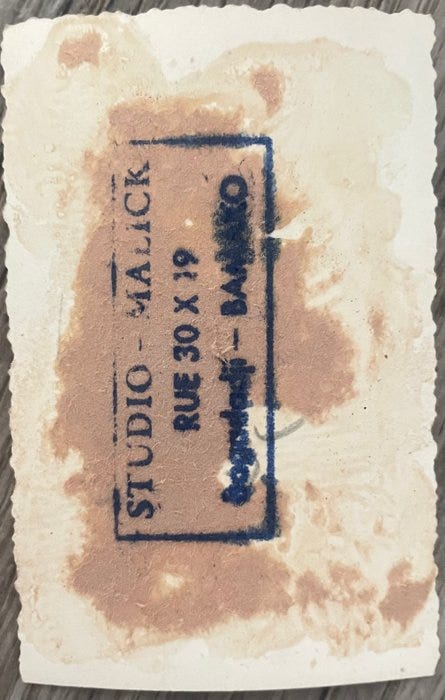 STUDIO - MALICK
RUE 30 X 19
Bagadadji - BAMAKO